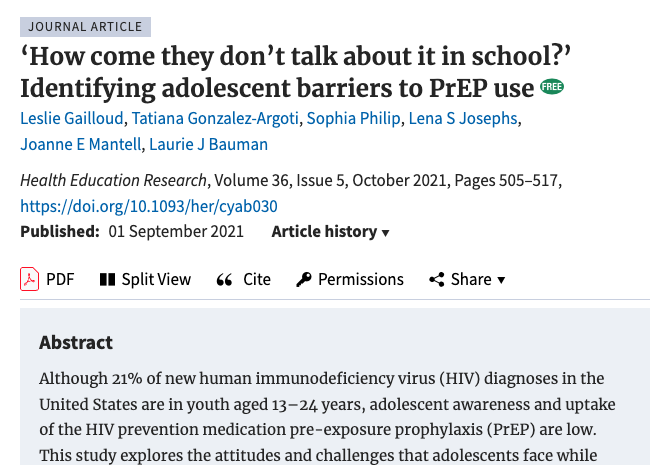 JOURNAL ARTICLE
‘How come they don’t talk about it in school?’
Identifying adolescent barriers to PrEP use FREE
Leslie Gailloud, Tatiana Gonzalez-Argoti, Sophia Philip, Lena S Josephs,
Joanne E Mantell, Laurie J Bauman
Health Education Research, Volume 36, Issue 5, October 2021, Pages 505–517,
https://doi.org/10.1093/her/cyab030
Published: 01 September 2021 Article history
PDF Split View Cite Permissions Share
Abstract
Although 21% of new human immunodeficiency virus (HIV) diagnoses in the
United States are in youth aged 13–24 years, adolescent awareness and uptake
of the HIV prevention medication pre-exposure prophylaxis (PrEP) are low.
This study explores the attitudes and challenges that adolescents face while